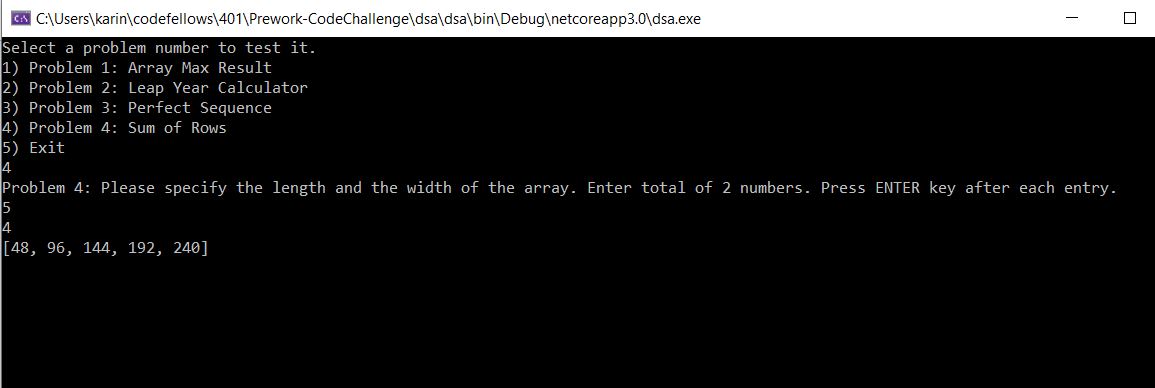 C:\Users\karin\codefellows\401\Prework-CodeChallenge\dsa\dsa\bin\Debug\netcoreapp3.0\dsa.exe
Select a problem number to test it.
1) Problem 1: Array Max Result
2) Problem 2: Leap Year Calculator
3) Problem 3: Perfect Sequence
4) Problem 4: Sum of Rows
5) Exit
4
Problem 4: Please specify the length and the width of the array. Enter total of 2 numbers. Press ENTER key after each entry.
5
4
[48, 96, 144, 192, 240]